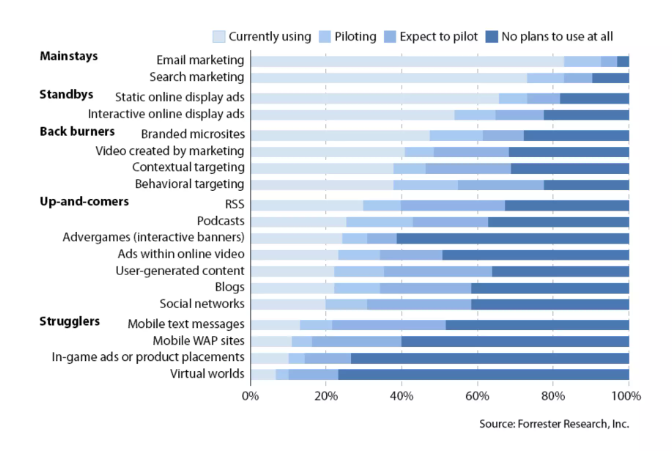 Currently using Piloting Expect to pilot No plans to use at all
Mainstays Email marketing
Search marketing
Standbys Static online display ads
Interactive online display ads
Back burners Branded microsites
Video created by marketing
Contextual targeting
Behavioral targeting
Up-and-comers RSS
Podcasts
Advergames (interactive banners)
Ads within online video
User-generated content
Blogs
Social networks
Strugglers Mobile text messages
Mobile WAP sites
In-game ads or product placements
Virtual worlds
0% 20% 40% 60% 80% 100%
Source: Forrester Research, Inc.